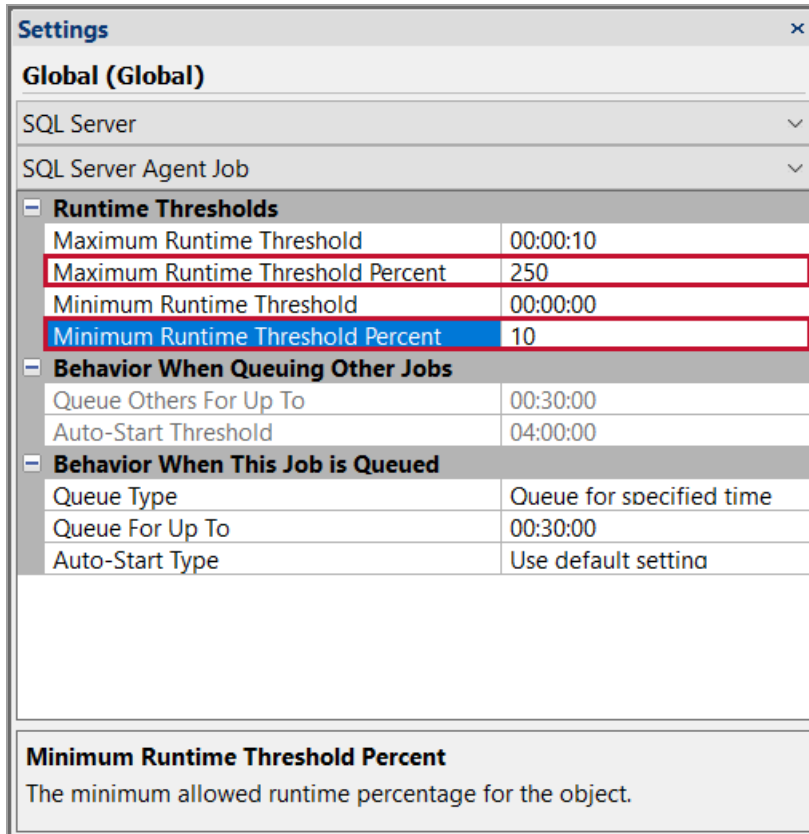 Settings
Global (Global)
SQL Server
SQL Server Agent Job
Runtime Thresholds
Maximum Runtime Threshold 00:00:10
Maximum Runtime Threshold Percent 250
Minimum Runtime Threshold 00:00:00
Minimum Runtime Threshold Percent 10
Behavior When Queuing Other Jobs
Queue Others For Up To 00:30:00
Auto-Start Threshold 04:00:00
Behavior When This Job is Queued
Queue Type Queue for specified time
Queue For Up To 00:30:00
Auto-Start Type Use default setting
Minimum Runtime Threshold Percent
The minimum allowed runtime percentage for the object.